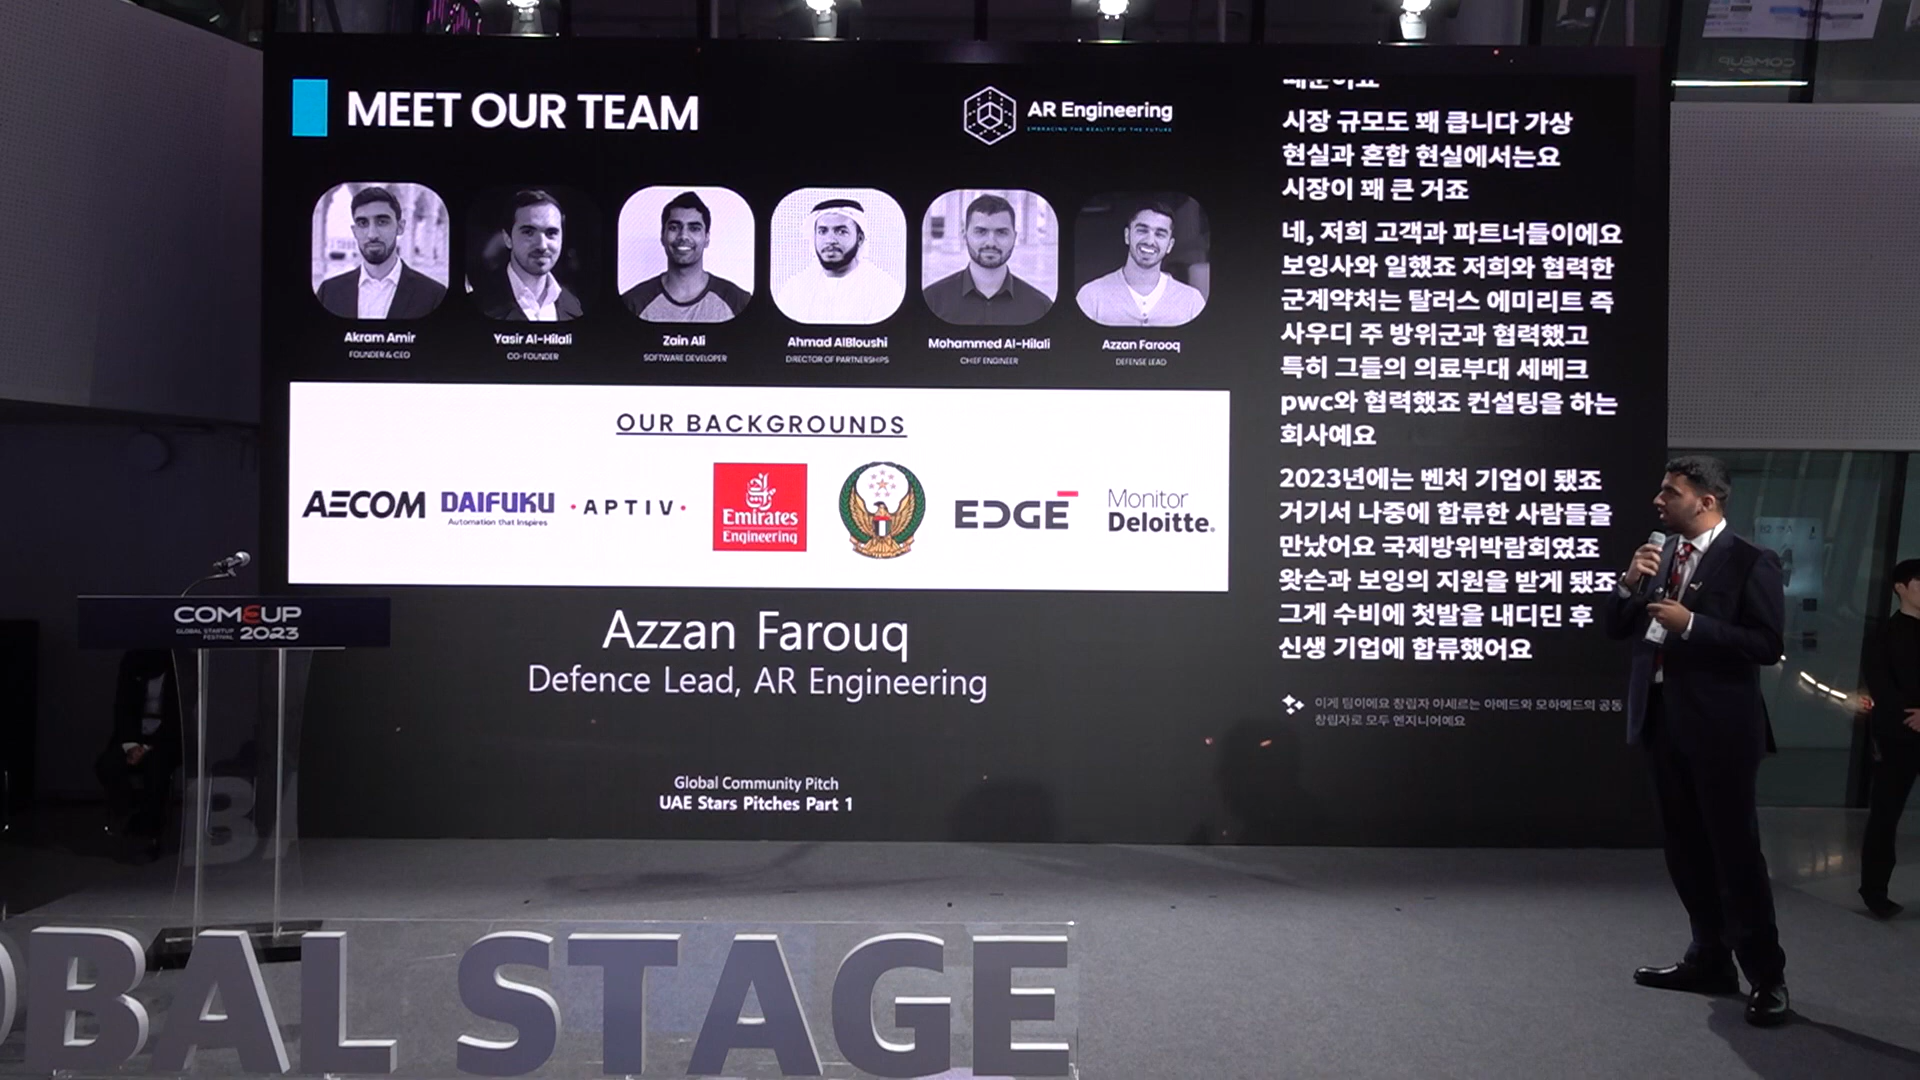 MEET OUR TEAM
AR Engineering
EMBRACING THE REALITY OF THE FUTURE
Akram Amir
FOUNDER & CEO
Yasir Al-Hilali
CO-FOUNDER
Zain Ali
SOFTWARE DEVELOPER
Ahmad AlBloushi
DIRECTOR OF PARTNERSHIPS
Mohammed Al-Hilali
CHIEF ENGINEER
Azzan Farooq
DEFENSE LEAD
OUR BACKGROUNDS
AECOM
DAIFUKU
Automation that Inspires
• APTIV •
Emirates
Engineering
EDGE
Monitor
Deloitte.
Azzan Farouq
Defence Lead, AR Engineering
Global Community Pitch
UAE Stars Pitches Part 1
시장 규모도 꽤 큽니다 가상
현실과 혼합 현실에서는요
시장이 꽤 큰 거죠
네, 저희 고객과 파트너들이에요
보잉사와 일했죠 저희와 협력한
군계약처는 탈러스 에미리트 즉
사우디 주 방위군과 협력했고
특히 그들의 의료부대 세베크
pwc와 협력했죠 컨설팅을 하는
회사예요
2023년에는 벤처 기업이 됐죠
거기서 나중에 합류한 사람들을
만났어요 국제방위박람회였죠
왓슨과 보잉의 지원을 받게 됐죠
그게 수비에 첫발을 내디딘 후
신생 기업에 합류했어요
이게 팀이에요 창립자 야세르는 아메드와 모하메드의 공동
창립자로 모두 엔지니어예요
COMEUP
GLOBAL STARTUP
FESTIVAL
2023
BAL STAGE